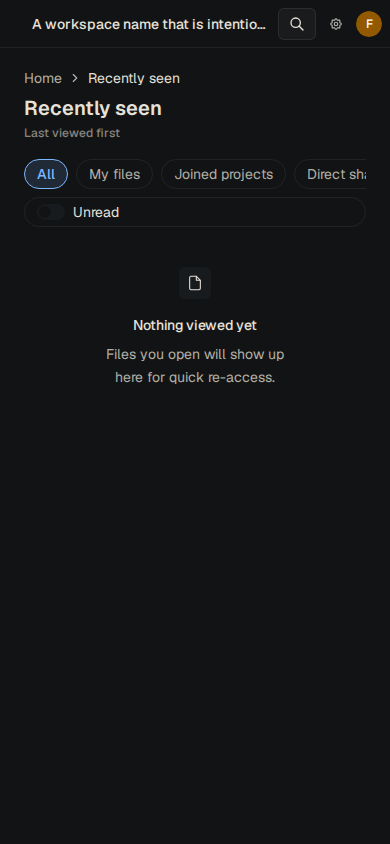 A workspace name that is intentio...
F
Home > Recently seen
Recently seen
Last viewed first
All
My files
Joined projects
Direct sha
Unread
Nothing viewed yet
Files you open will show up
here for quick re-access.